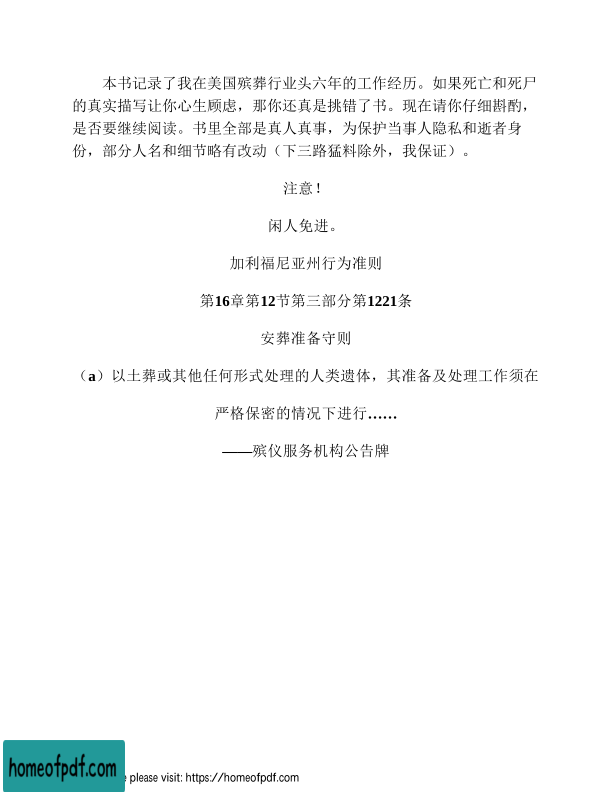 本书记录了我在美国殡葬行业头六年的工作经历。如果死亡和死尸
的真实描写让你心生顾虑，那你还真是挑错了书。现在请你仔细斟酌，
是否要继续阅读。书里全部是真人真事，为保护当事人隐私和逝者身
份，部分人名和细节略有改动（下三路猛料除外，我保证）。
注意！
闲人免进。
加利福尼亚州行为准则
第16章第12节第三部分第1221条
安葬准备守则
（a）以土葬或其他任何形式处理的人类遗体，其准备及处理工作须在
严格保密的情况下进行……
——殡仪服务机构公告牌
homeofpdf.com
e please visit: https://homeofpdf.com